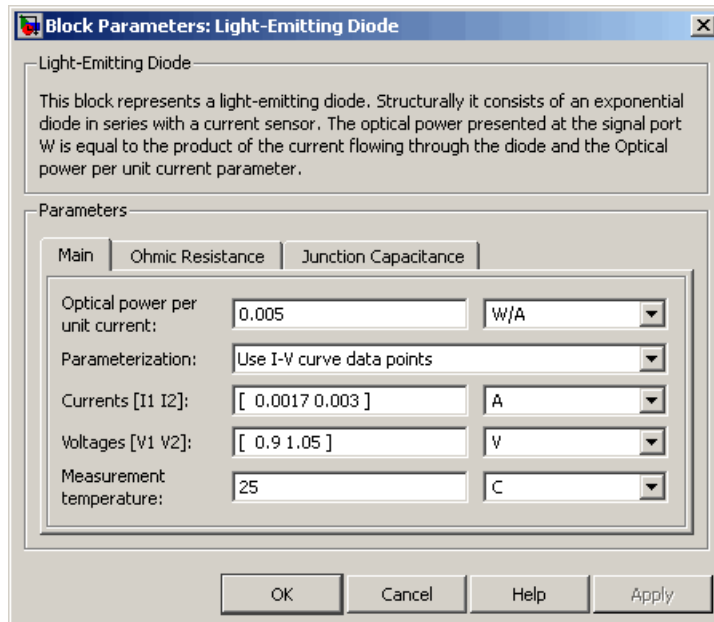 Block Parameters: Light-Emitting Diode
Light-Emitting Diode
This block represents a light-emitting diode. Structurally it consists of an exponential
diode in series with a current sensor. The optical power presented at the signal port
W is equal to the product of the current flowing through the diode and the Optical
power per unit current parameter.
Parameters
Main Ohmic Resistance Junction Capacitance
Optical power per
unit current: 0.005 W/A
Parameterization: Use I-V curve data points
Currents [I1 I2]: [ 0.0017 0.003 ] A
Voltages [V1 V2]: [ 0.9 1.05 ] V
Measurement
temperature: 25 C
OK Cancel Help Apply